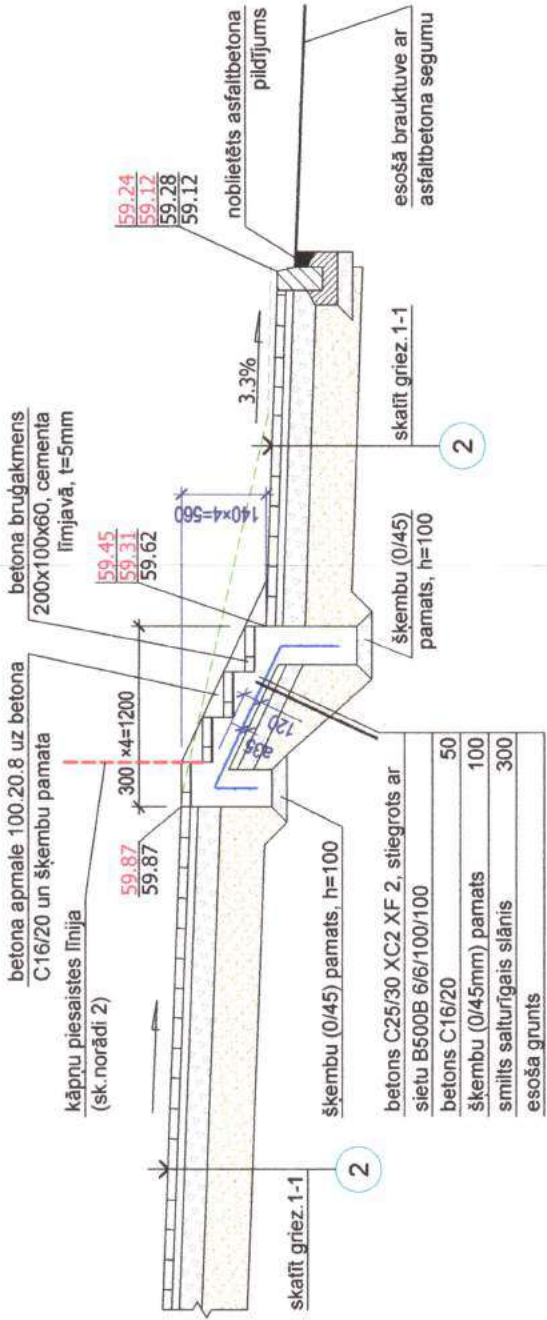 betona apmale 100.20.8 uz betona
C16/20 un šķembu pamata
kāpņu piesaistes līnija
(sk.norādi 2)
betona bruģakmens
200x100x60, cementa
līmjavā, t=5mm
59.87
59.87
300 ×4=1200
59.45
59.31
59.62
140×4=560
59.24
59.12
59.28
59.12
3.3%
noblietēts asfaltbetona
pildījums
esošā brauktuve ar
asfaltbetona segumu
skatīt griez.1-1
2
skatīt griez.1-1
2
a35
120
šķembu (0/45) pamats, h=100
šķembu (0/45)
pamats, h=100
betons C25/30 XC2 XF 2, stiegrots ar
sietu B500B 6/6/100/100
betons C16/20 50
šķembu (0/45mm) pamats 100
smilts salturīgais slānis 300
esoša grunts